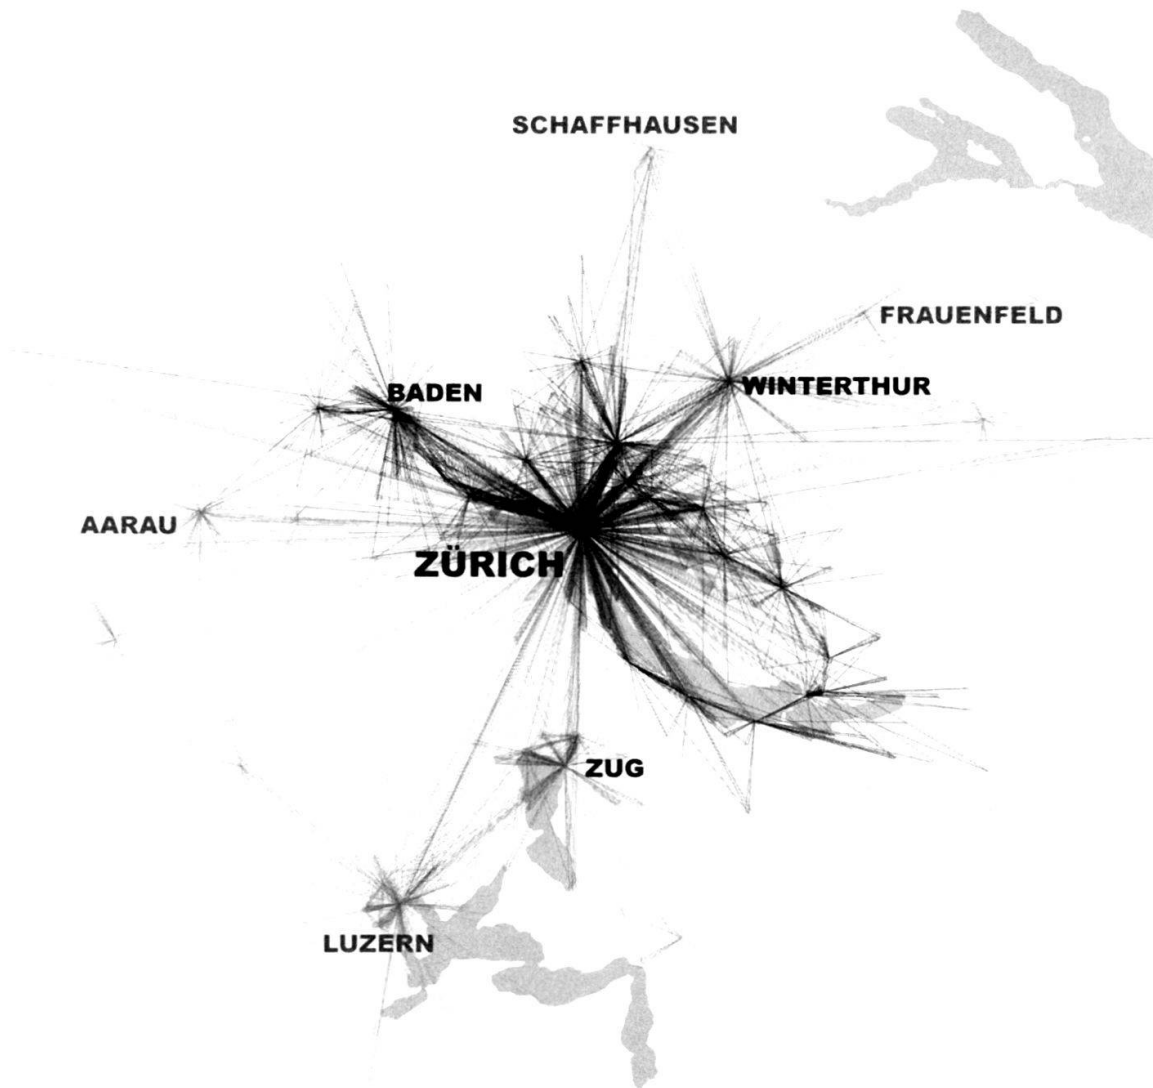 SCHAFFHAUSEN
FRAUENFELD
WINTERTHUR
BADEN
AARAU
ZÜRICH
ZUG
LUZERN